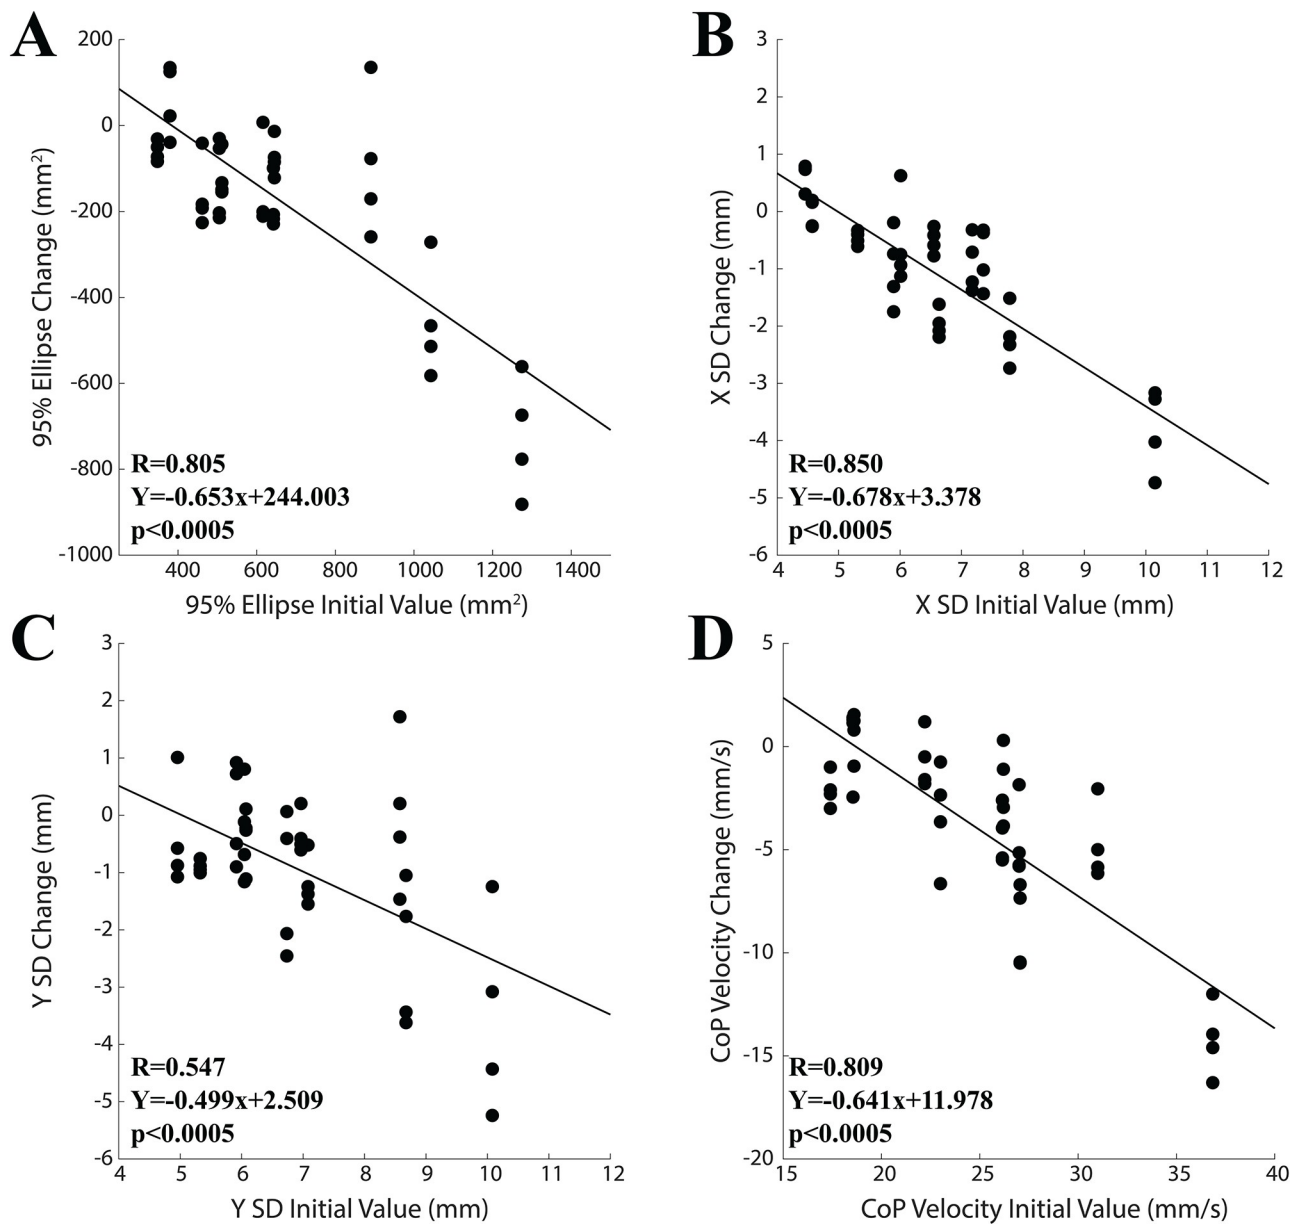 A
200
0
-200
-400
-600
-800
-1000
95% Ellipse Change (mm²)
R=0.805
Y=-0.653x+244.003
p<0.0005
400 600 800 1000 1200 1400
95% Ellipse Initial Value (mm²)
B
3
2
1
0
-1
-2
-3
-4
-5
-6
X SD Change (mm)
R=0.850
Y=-0.678x+3.378
p<0.0005
4 5 6 7 8 9 10 11 12
X SD Initial Value (mm)
C
3
2
1
0
-1
-2
-3
-4
-5
-6
Y SD Change (mm)
R=0.547
Y=-0.499x+2.509
p<0.0005
4 5 6 7 8 9 10 11 12
Y SD Initial Value (mm)
D
5
0
-5
-10
-15
-20
CoP Velocity Change (mm/s)
R=0.809
Y=-0.641x+11.978
p<0.0005
15 20 25 30 35 40
CoP Velocity Initial Value (mm/s)